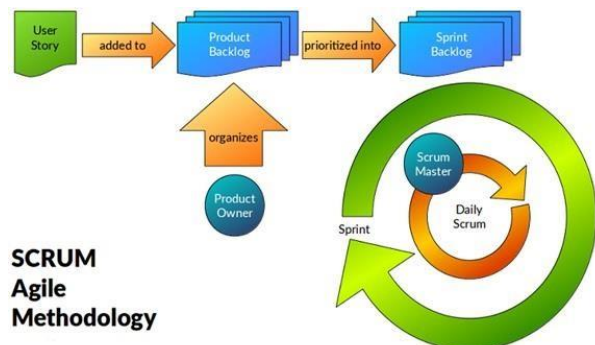 User
Story
added to
Product
Backlog
prioritized into
Sprint
Backlog
organizes
Product
Owner
Scrum
Master
Daily
Scrum
Sprint
SCRUM
Agile
Methodology